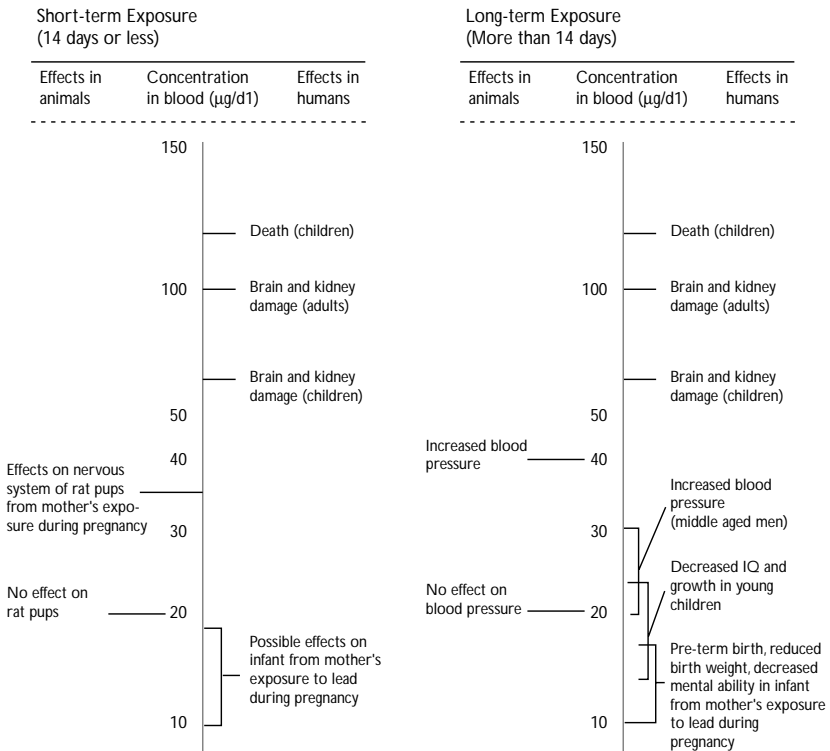 Short-term Exposure
(14 days or less)
Effects in
animals
Concentration
in blood (µg/d1)
Effects in
humans
150
Death (children)
100
Brain and kidney
damage (adults)
Brain and kidney
damage (children)
50
40
Effects on nervous
system of rat pups
from mother's expo-
sure during pregnancy
30
No effect on
rat pups
20
Possible effects on
infant from mother's
exposure to lead
during pregnancy
10
Long-term Exposure
(More than 14 days)
Effects in
animals
Concentration
in blood (µg/d1)
Effects in
humans
150
Death (children)
100
Brain and kidney
damage (adults)
Brain and kidney
damage (children)
50
Increased blood
pressure
40
Increased blood
pressure
(middle aged men)
30
Decreased IQ and
growth in young
children
No effect on
blood pressure
20
Pre-term birth, reduced
birth weight, decreased
mental ability in infant
from mother's exposure
to lead during
pregnancy
10